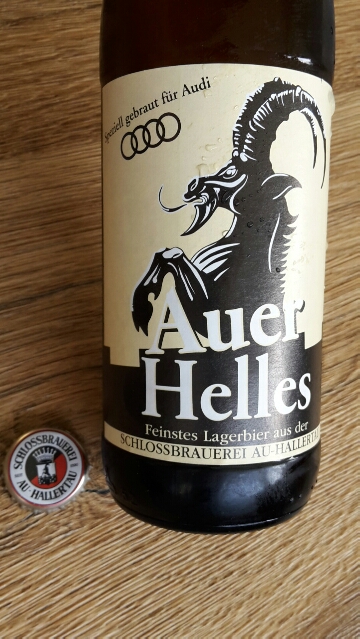 Speziell gebraut für Audi
Auer
Helles
Feinstes Lagerbier aus der
SCHLOSSBRAUEREI AU-HALLERTAU
SCHLOSSBRAUEREI
AU-HALLERTAU